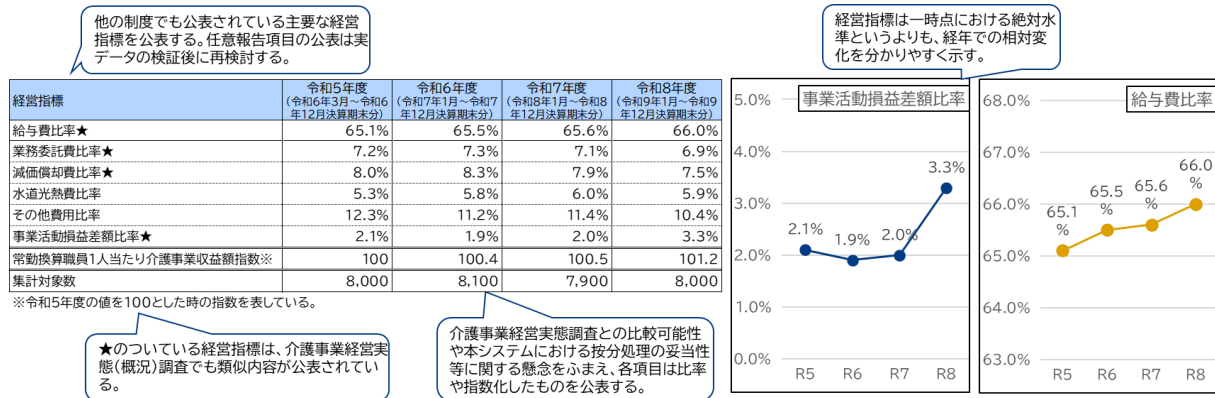 他の制度でも公表されている主要な経営
指標を公表する。任意報告項目の公表は実
データの検証後に再検討する。
経営指標は一時点における絶対水
準というよりも、経年での相対変
化を分かりやすく示す。
経営指標 令和5年度 令和6年度 令和7年度 令和8年度
（令和6年3月～令和6 （令和7年1月～令和7 （令和8年1月～令和8 （令和9年1月～令和9
年12月決算期末分） 年12月決算期末分） 年12月決算期末分） 年12月決算期末分）
給与費比率★ 65.1% 65.5% 65.6% 66.0%
業務委託費比率★ 7.2% 7.3% 7.1% 6.9%
減価償却費比率★ 8.0% 8.3% 7.9% 7.5%
水道光熱費比率 5.3% 5.8% 6.0% 5.9%
その他費用比率 12.3% 11.2% 11.4% 10.4%
事業活動損益差額比率★ 2.1% 1.9% 2.0% 3.3%
常勤換算職員1人当たり介護事業収益額指数※ 100 100.4 100.5 101.2
集計対象数 8,000 8,100 7,900 8,000
※令和5年度の値を100とした時の指数を表している。
★のついている経営指標は、介護事業経営実
態（概況）調査でも類似内容が公表されてい
る。
介護事業経営実態調査との比較可能性
や本システムにおける按分処理の妥当性
等に関する懸念をふまえ、各項目は比率
や指数化したものを公表する。
事業活動損益差額比率
5.0%
4.0%
3.0%
2.0%
1.0%
0.0%
2.1%
1.9%
2.0%
3.3%
R5 R6 R7 R8
給与費比率
68.0%
67.0%
66.0%
65.0%
64.0%
63.0%
65.1
%
65.5
%
65.6
%
66.0
%
R5 R6 R7 R8